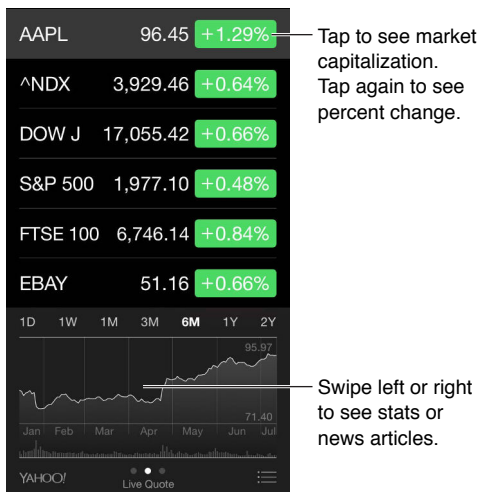 AAPL 96.45 +1.29%
^NDX 3,929.46 +0.64%
DOW J 17,055.42 +0.66%
S&P 500 1,977.10 +0.48%
FTSE 100 6,746.14 +0.84%
EBAY 51.16 +0.66%
1D 1W 1M 3M 6M 1Y 2Y
95.97
71.40
Jan Feb Mar Apr May Jun Jul
YAHOO!
Live Quote
Tap to see market
capitalization.
Tap again to see
percent change.
Swipe left or right
to see stats or
news articles.